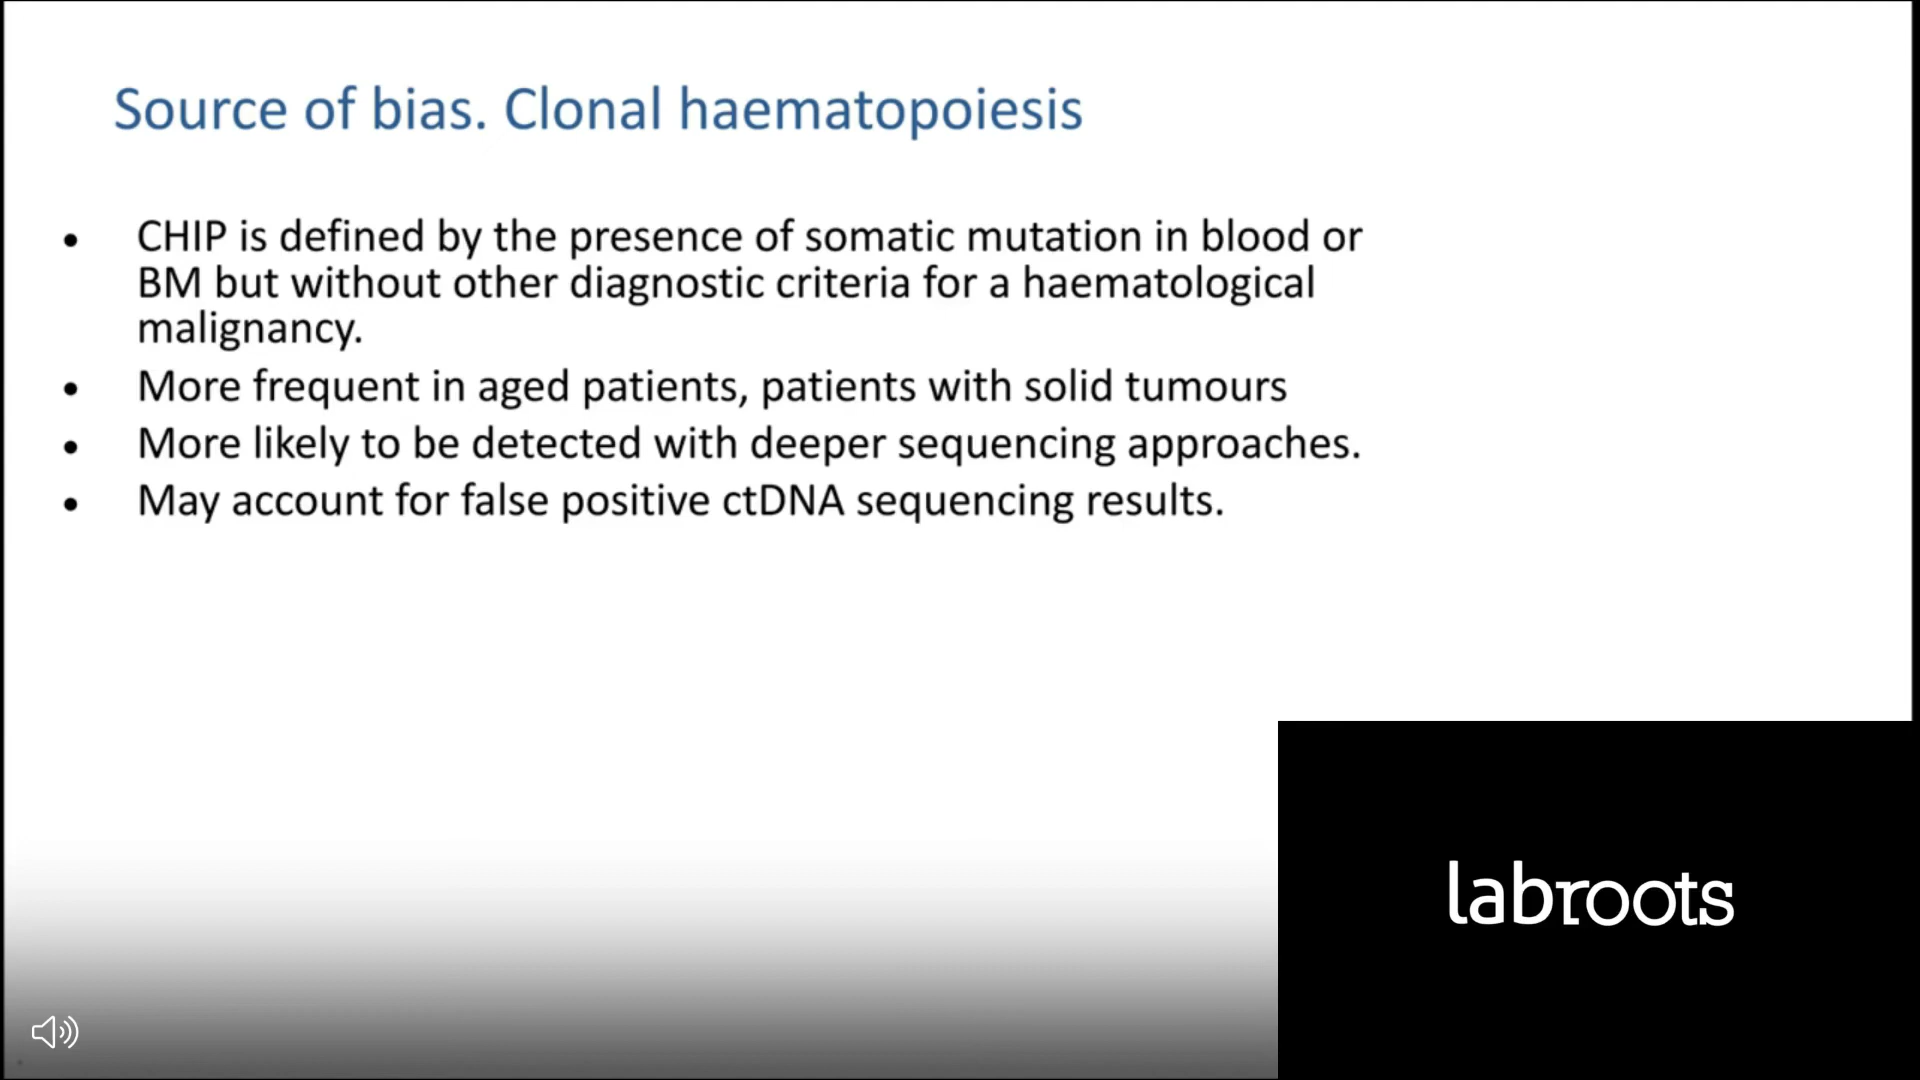 Source of bias. Clonal haematopoiesis
• CHIP is defined by the presence of somatic mutation in blood or
BM but without other diagnostic criteria for a haematological
malignancy.
• More frequent in aged patients, patients with solid tumours
• More likely to be detected with deeper sequencing approaches.
• May account for false positive ctDNA sequencing results.
labroots